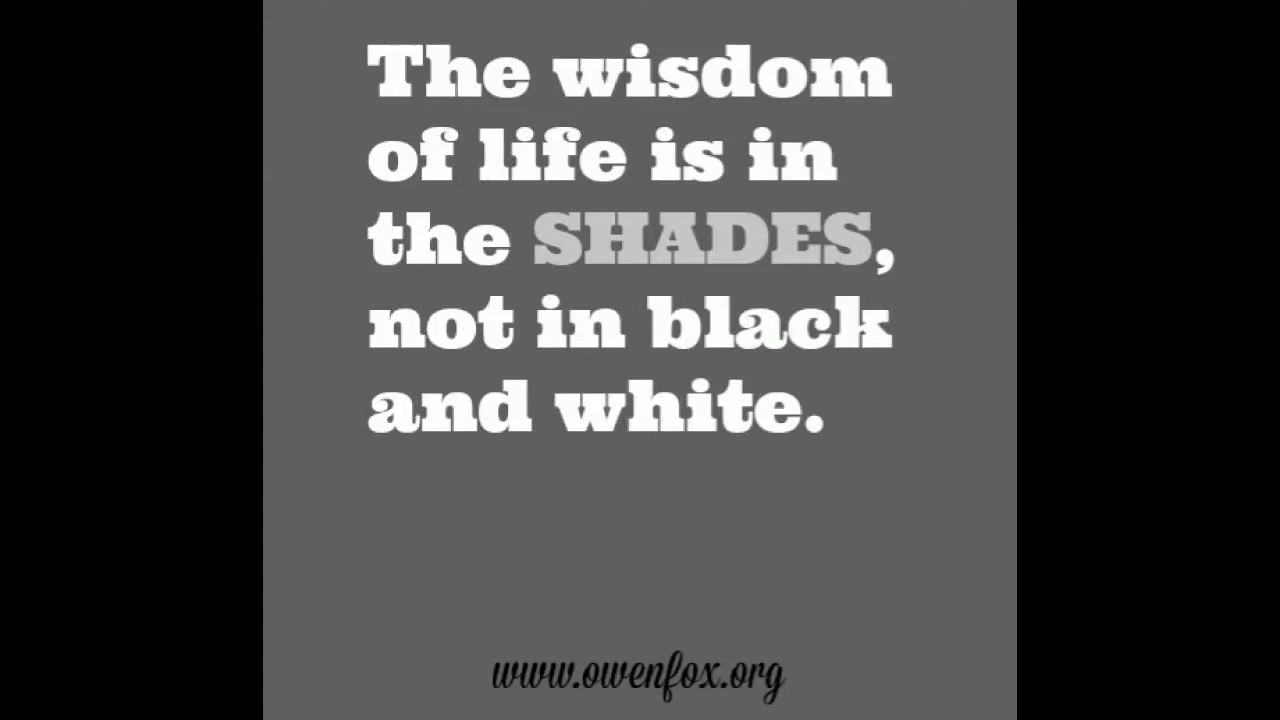 The wisdom
of life is in
the SHADES,
not in black
and white.
www.owenfox.org